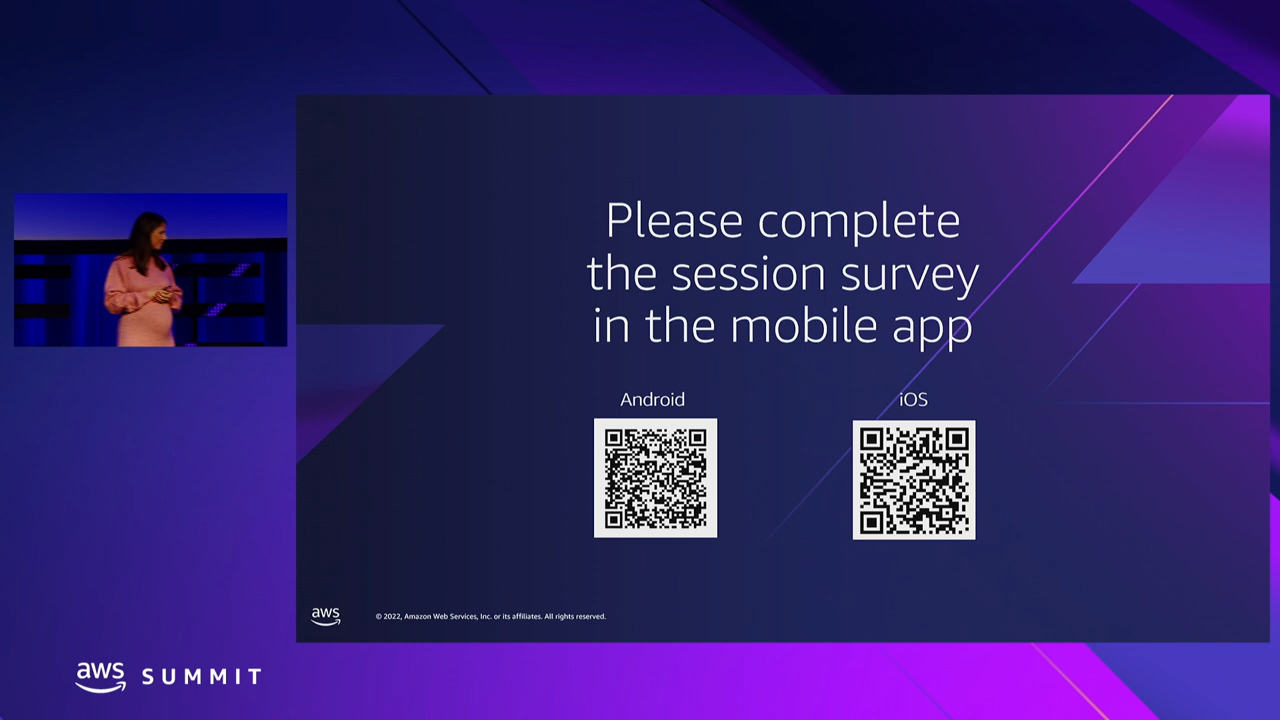 Please complete
the session survey
in the mobile app
Android
iOS
aws
© 2022, Amazon Web Services, Inc. or its affiliates. All rights reserved.
aws SUMMIT